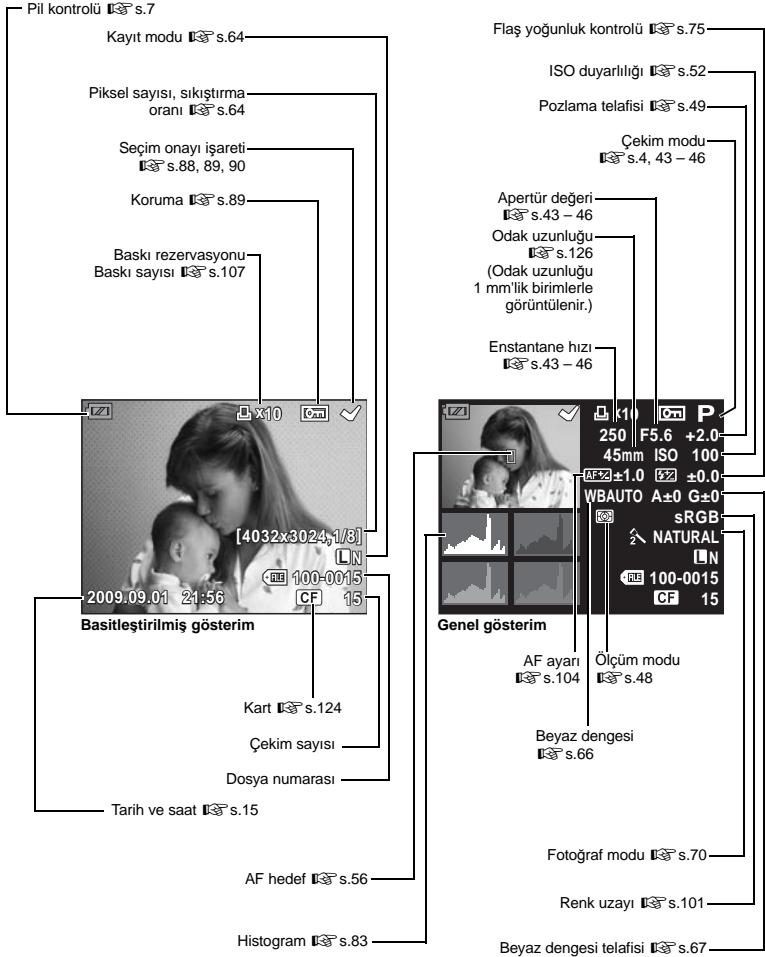 Pil kontrolü ☞ s.7
Kayıt modu ☞ s.64
Piksel sayısı, sıkıştırma
oranı ☞ s.64
Seçim onayı işareti
☞ s.88, 89, 90
Koruma ☞ s.89
Baskı rezervasyonu
Baskı sayısı ☞ s.107
Flaş yoğunluk kontrolü ☞ s.75
ISO duyarlılığı ☞ s.52
Pozlama telafisi ☞ s.49
Çekim modu
☞ s.4, 43 – 46
Apertür değeri
☞ s.43 – 46
Odak uzunluğu
☞ s.126
(Odak uzunluğu
1 mm'lik birimlerle
görüntülenir.)
Enstantane hızı
☞ s.43 – 46
x10
[4032x3024,1/8]
L N
FILE 100-0015
2009.09.01 21:56 CF 15
Basitleştirilmiş gösterim
x10 P
250 F5.6 +2.0
45mm ISO 100
AF ±1.0 ±0.0
WBAUTO A±0 G±0
sRGB
2 NATURAL
L N
FILE 100-0015
CF 15
Genel gösterim
Kart ☞ s.124
Çekim sayısı
Dosya numarası
Tarih ve saat ☞ s.15
AF hedef ☞ s.56
Histogram ☞ s.83
AF ayarı
☞ s.104
Ölçüm modu
☞ s.48
Beyaz dengesi
☞ s.66
Fotoğraf modu ☞ s.70
Renk uzayı ☞ s.101
Beyaz dengesi telafisi ☞ s.67